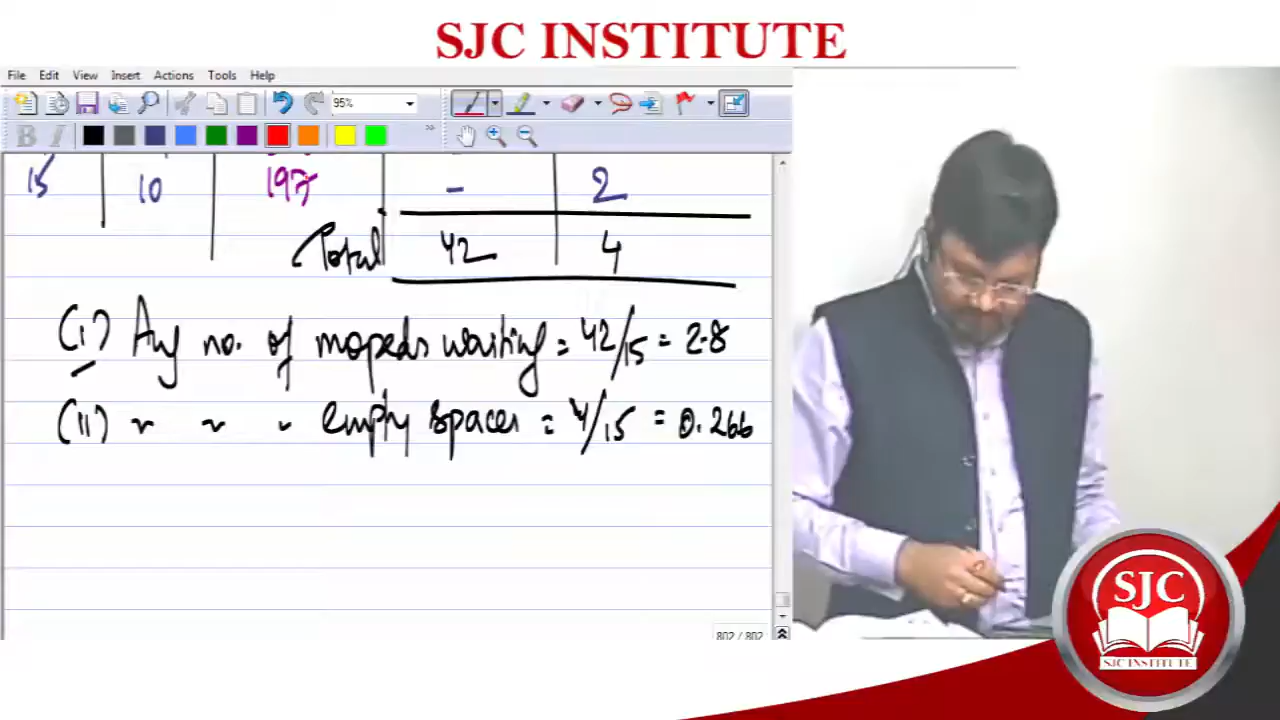 SJC INSTITUTE
File Edit View Insert Actions Tools Help
95%
15 10 197 - 2
Total 42 4
(i) Avg no. of mopeds waiting = 42/15 = 2.8
(ii) " " " empty spaces = 4/15 = 0.266
802 / 802
SJC
SJC INSTITUTE